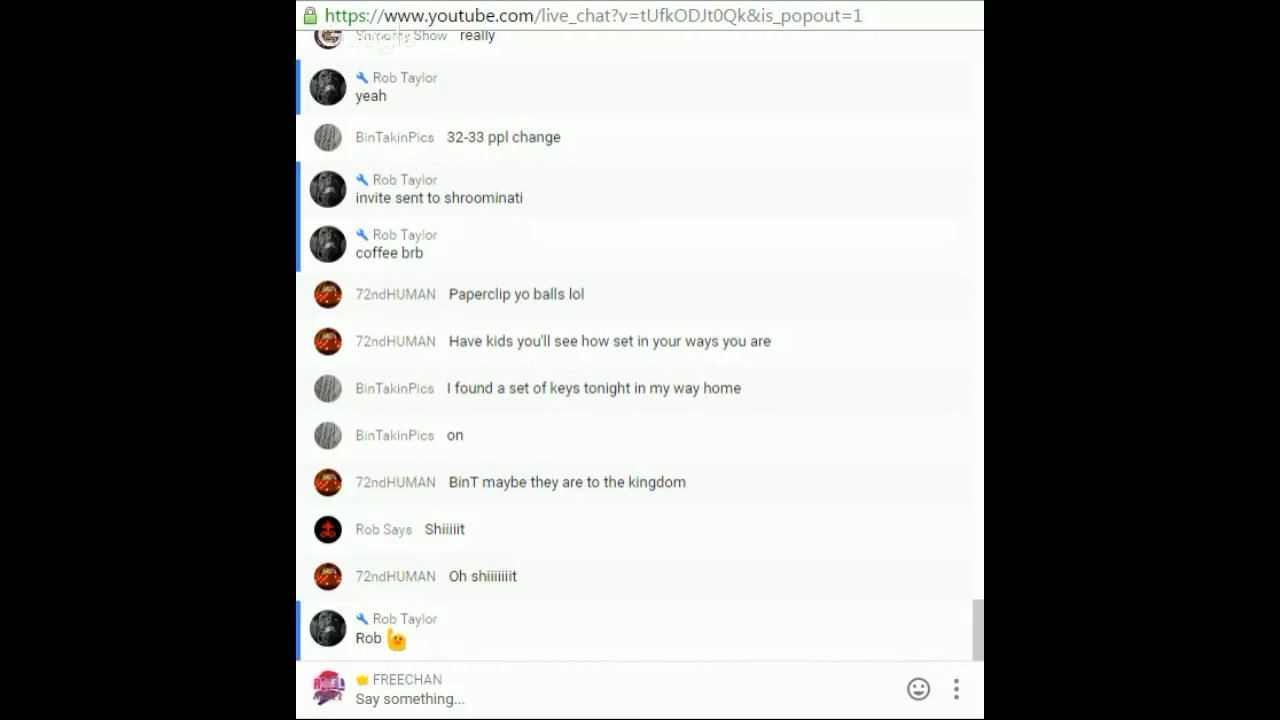 https://www.youtube.com/live_chat?v=tUfkODJt0Qk&is_popout=1
Shroomy Show really
Rob Taylor
yeah
BinTakinPics 32-33 ppl change
Rob Taylor
invite sent to shroominati
Rob Taylor
coffee brb
72ndHUMAN Paperclip yo balls lol
72ndHUMAN Have kids you'll see how set in your ways you are
BinTakinPics I found a set of keys tonight in my way home
BinTakinPics on
72ndHUMAN BinT maybe they are to the kingdom
Rob Says Shiiiiit
72ndHUMAN Oh shiiiiiiit
Rob Taylor
Rob
FREECHAN
Say something...